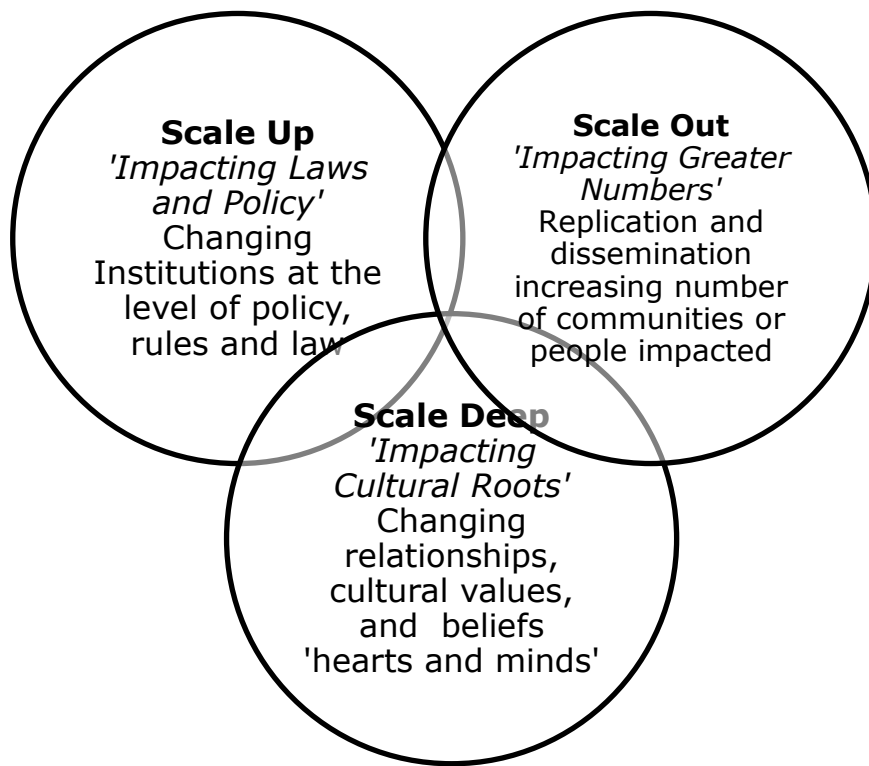 Scale Up
'Impacting Laws
and Policy'
Changing
Institutions at the
level of policy,
rules and law
Scale Out
'Impacting Greater
Numbers'
Replication and
dissemination
increasing number
of communities or
people impacted
Scale Deep
'Impacting
Cultural Roots'
Changing
relationships,
cultural values,
and  beliefs
'hearts and minds'